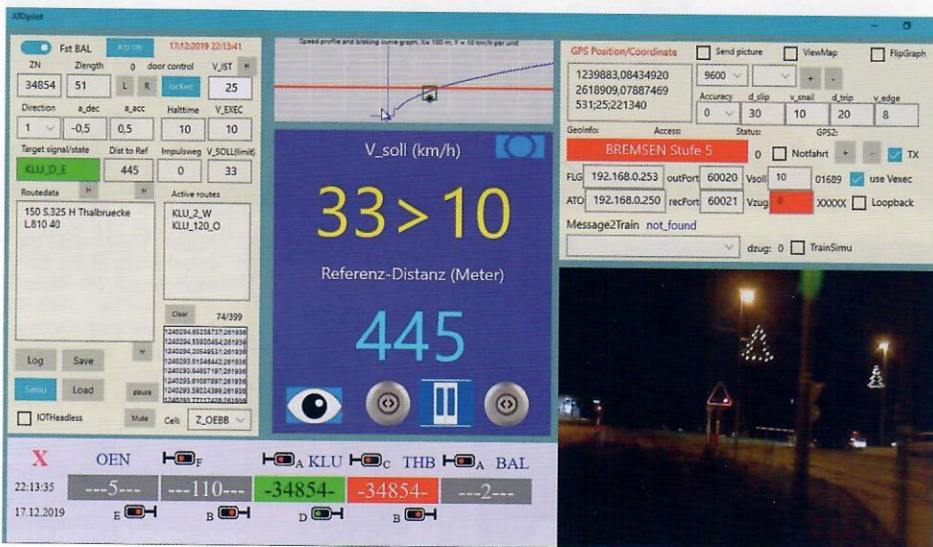 ATOpilot
Fst BAL
ATO ON
17/12/2019 22:13:41
ZN
Zlength
0
door control
V_IST
H
34854
51
L
R
locked
25
Direction
a_dec
a_acc
Halttime
V_EXEC
1
-0,5
0,5
10
10
Target signal/state
Dist to Ref
Impulsweg
V_SOLL(limit)
KLU_D_E
445
0
33
Routedata
H
H
Active routes
150 S.325 H Thalbruecke
L.810 40
KLU_2_W
KLU_120_O
Clear
74/399
H
Log
Save
Simu
Load
pause
IOTHeadless
Mute
Cell:
Z_OEBB
Speed profile and braking curve graph, X= 100 m, Y = 10 km/h per unit
V_soll (km/h)
33>10
Referenz-Distanz (Meter)
445
GPS Position/Coordinate
Send picture
ViewMap
FlipGraph
1239883,08434920
2618909,07887469
531;25;221340
9600
+
-
Accuracy
d_slip
v_snail
d_trip
v_edge
0
30
10
20
8
GeoInfo:
Access:
Status:
GPS2:
BREMSEN Stufe 5
0
Notfahrt
+
-
TX
FLG
192.168.0.253
outPort
60020
Vsoll
10
01689
use Vexec
ATO
192.168.0.250
recPort
60021
Vzug
XXXXX
Loopback
Message2Train
not_found
dzug: 0
TrainSimu
X
OEN
F
A
KLU
C
THB
A
BAL
22:13:35
---5---
---110---
-34854-
-34854-
---2---
17.12.2019
E
B
D
B